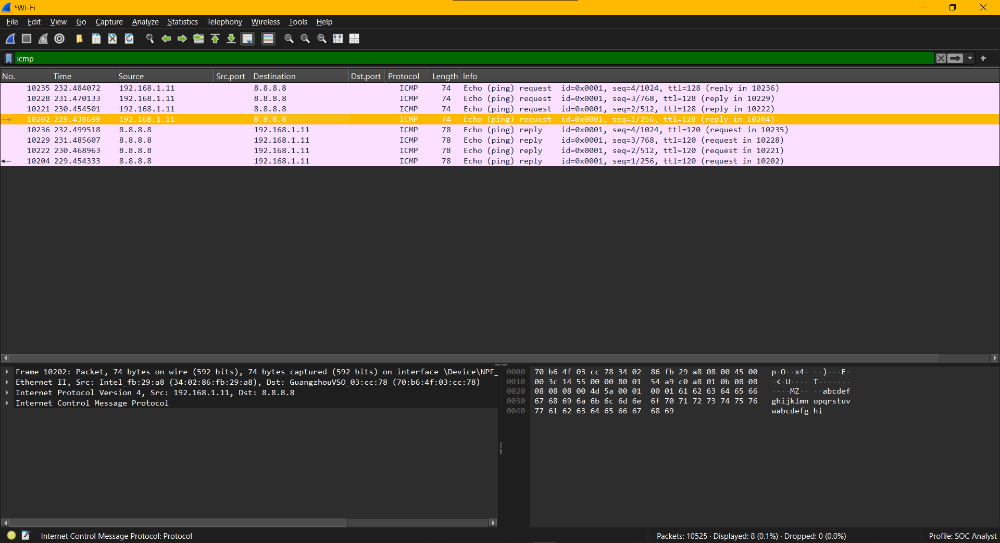 *Wi-Fi
File Edit View Go Capture Analyze Statistics Telephony Wireless Tools Help
icmp
No. Time Source Src.port Destination Dst.port Protocol Length Info
10235 232.484072 192.168.1.11 8.8.8.8 ICMP 74 Echo (ping) request id=0x0001, seq=4/1024, ttl=128 (reply in 10236)
10228 231.470133 192.168.1.11 8.8.8.8 ICMP 74 Echo (ping) request id=0x0001, seq=3/768, ttl=128 (reply in 10229)
10221 230.454501 192.168.1.11 8.8.8.8 ICMP 74 Echo (ping) request id=0x0001, seq=2/512, ttl=128 (reply in 10222)
10202 229.438699 192.168.1.11 8.8.8.8 ICMP 74 Echo (ping) request id=0x0001, seq=1/256, ttl=128 (reply in 10204)
10236 232.499518 8.8.8.8 192.168.1.11 ICMP 78 Echo (ping) reply id=0x0001, seq=4/1024, ttl=120 (request in 10235)
10229 231.485607 8.8.8.8 192.168.1.11 ICMP 78 Echo (ping) reply id=0x0001, seq=3/768, ttl=120 (request in 10228)
10222 230.468963 8.8.8.8 192.168.1.11 ICMP 78 Echo (ping) reply id=0x0001, seq=2/512, ttl=120 (request in 10221)
10204 229.454333 8.8.8.8 192.168.1.11 ICMP 78 Echo (ping) reply id=0x0001, seq=1/256, ttl=120 (request in 10202)
Frame 10202: Packet, 74 bytes on wire (592 bits), 74 bytes captured (592 bits) on interface \Device\NPF_
Ethernet II, Src: Intel_fb:29:a8 (34:02:86:fb:29:a8), Dst: GuangzhouVSO_03:cc:78 (70:b6:4f:03:cc:78)
Internet Protocol Version 4, Src: 192.168.1.11, Dst: 8.8.8.8
Internet Control Message Protocol
0000 70 b6 4f 03 cc 78 34 02 86 fb 29 a8 08 00 45 00 p·O··x4· ··)···E·
0010 00 3c 14 55 00 00 80 01 54 a9 c0 a8 01 0b 08 08 ·<·U···· T·······
0020 08 08 08 00 4d 5a 00 01 00 01 61 62 63 64 65 66 ····MZ·· ··abcdef
0030 67 68 69 6a 6b 6c 6d 6e 6f 70 71 72 73 74 75 76 ghijklmn opqrstuv
0040 77 61 62 63 64 65 66 67 68 69 wabcdefg hi
Internet Control Message Protocol: Protocol
Packets: 10525 · Displayed: 8 (0.1%) · Dropped: 0 (0.0%)
Profile: SOC Analyst